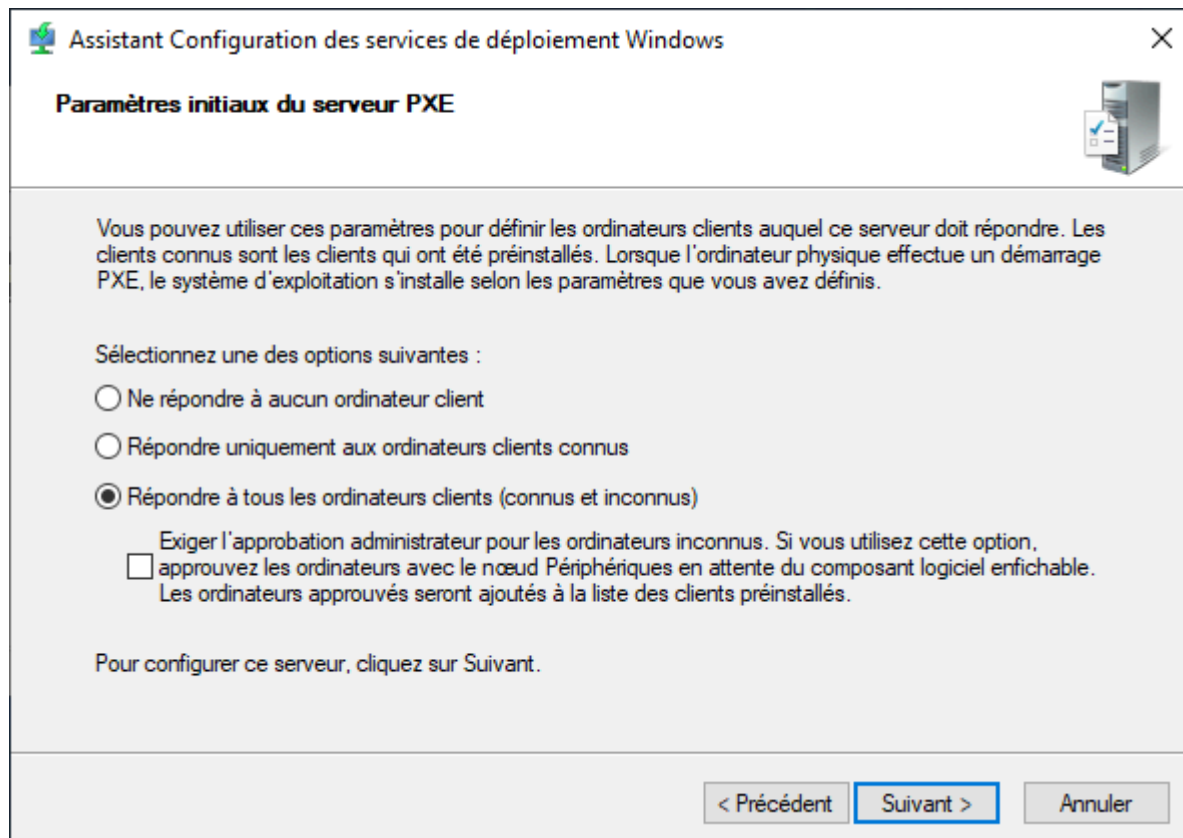 Assistant Configuration des services de déploiement Windows
Paramètres initiaux du serveur PXE
Vous pouvez utiliser ces paramètres pour définir les ordinateurs clients auquel ce serveur doit répondre. Les
clients connus sont les clients qui ont été préinstallés. Lorsque l'ordinateur physique effectue un démarrage
PXE, le système d'exploitation s'installe selon les paramètres que vous avez définis.
Sélectionnez une des options suivantes :
Ne répondre à aucun ordinateur client
Répondre uniquement aux ordinateurs clients connus
Répondre à tous les ordinateurs clients (connus et inconnus)
Exiger l'approbation administrateur pour les ordinateurs inconnus. Si vous utilisez cette option,
approuvez les ordinateurs avec le nœud Périphériques en attente du composant logiciel enfichable.
Les ordinateurs approuvés seront ajoutés à la liste des clients préinstallés.
Pour configurer ce serveur, cliquez sur Suivant.
< Précédent Suivant > Annuler